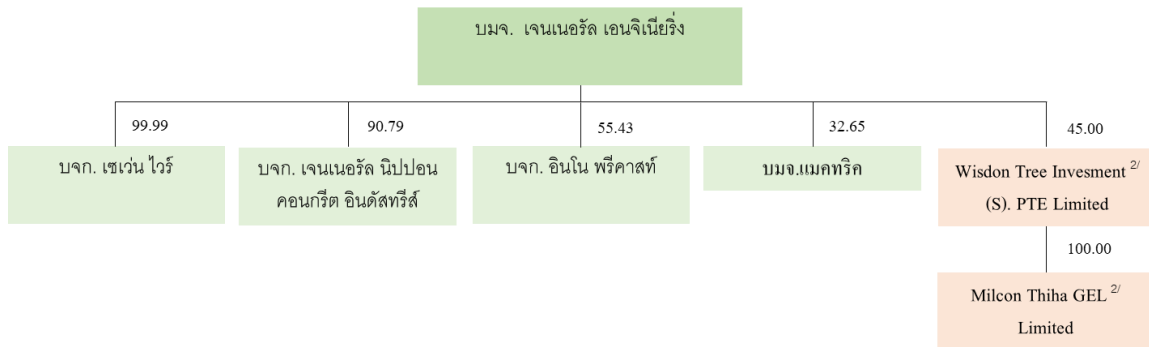 บมจ. เจนเนอรัล เอนจิเนียริ่ง
99.99
90.79
55.43
32.65
45.00
บจก. เซเว่น ไวร์
บจก. เจนเนอรัล นิปปอน
คอนกรีต อินดัสทรีส์
บจก. อินโน พรีคาสท์
บมจ.แมคทริค
Wisdon Tree Invesment 2/
(S). PTE Limited
100.00
Milcon Thiha GEL 2/
Limited